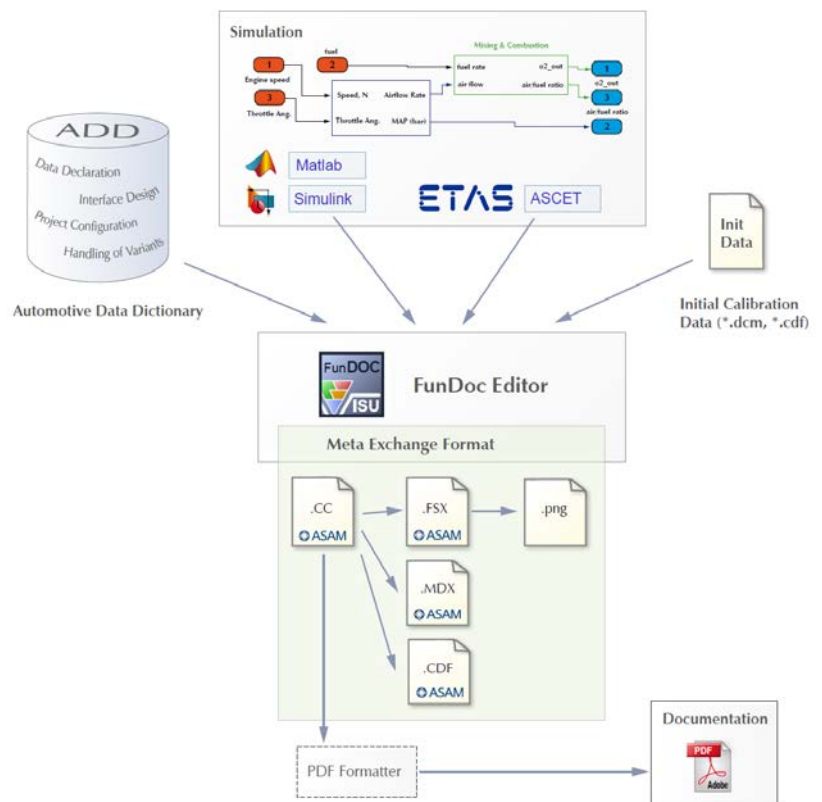 Simulation
Mixing & Combustion
fuel
1
2
fuel rate
o2_out
1
Engine speed
air flow
air/fuel ratio
o2_out
3
Speed, N
Airflow Rate
3
air/fuel ratio
Throttle Ang.
Throttle Ang.
MAP (bar)
2
Matlab
Simulink
ETAS
ASCET
ADD
Data Declaration
Interface Design
Project Configuration
Handling of Variants
Automotive Data Dictionary
Init
Data
Initial Calibration
Data (*.dcm, *.cdf)
FunDOC
VISU
FunDoc Editor
Meta Exchange Format
.CC
ASAM
.FSX
ASAM
.png
.MDX
ASAM
.CDF
ASAM
PDF Formatter
Documentation
PDF
Adobe